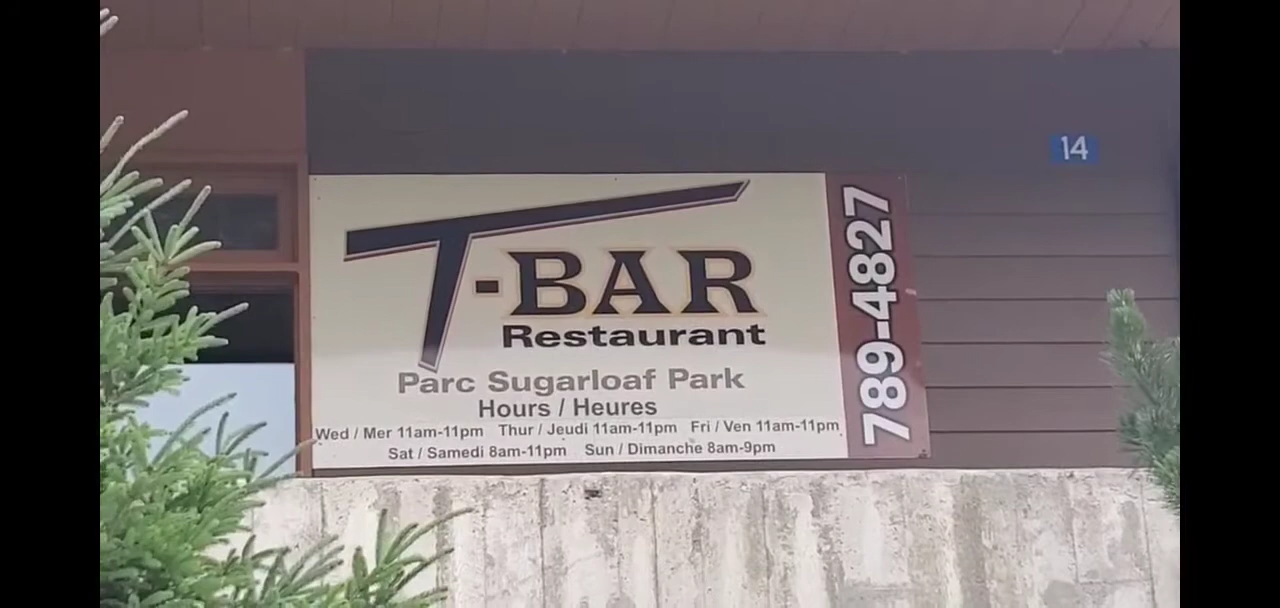 14
T-BAR
Restaurant
Parc Sugarloaf Park
Hours / Heures
Wed / Mer 11am-11pm Thur / Jeudi 11am-11pm Fri / Ven 11am-11pm
Sat / Samedi 8am-11pm Sun / Dimanche 8am-9pm
789-4827